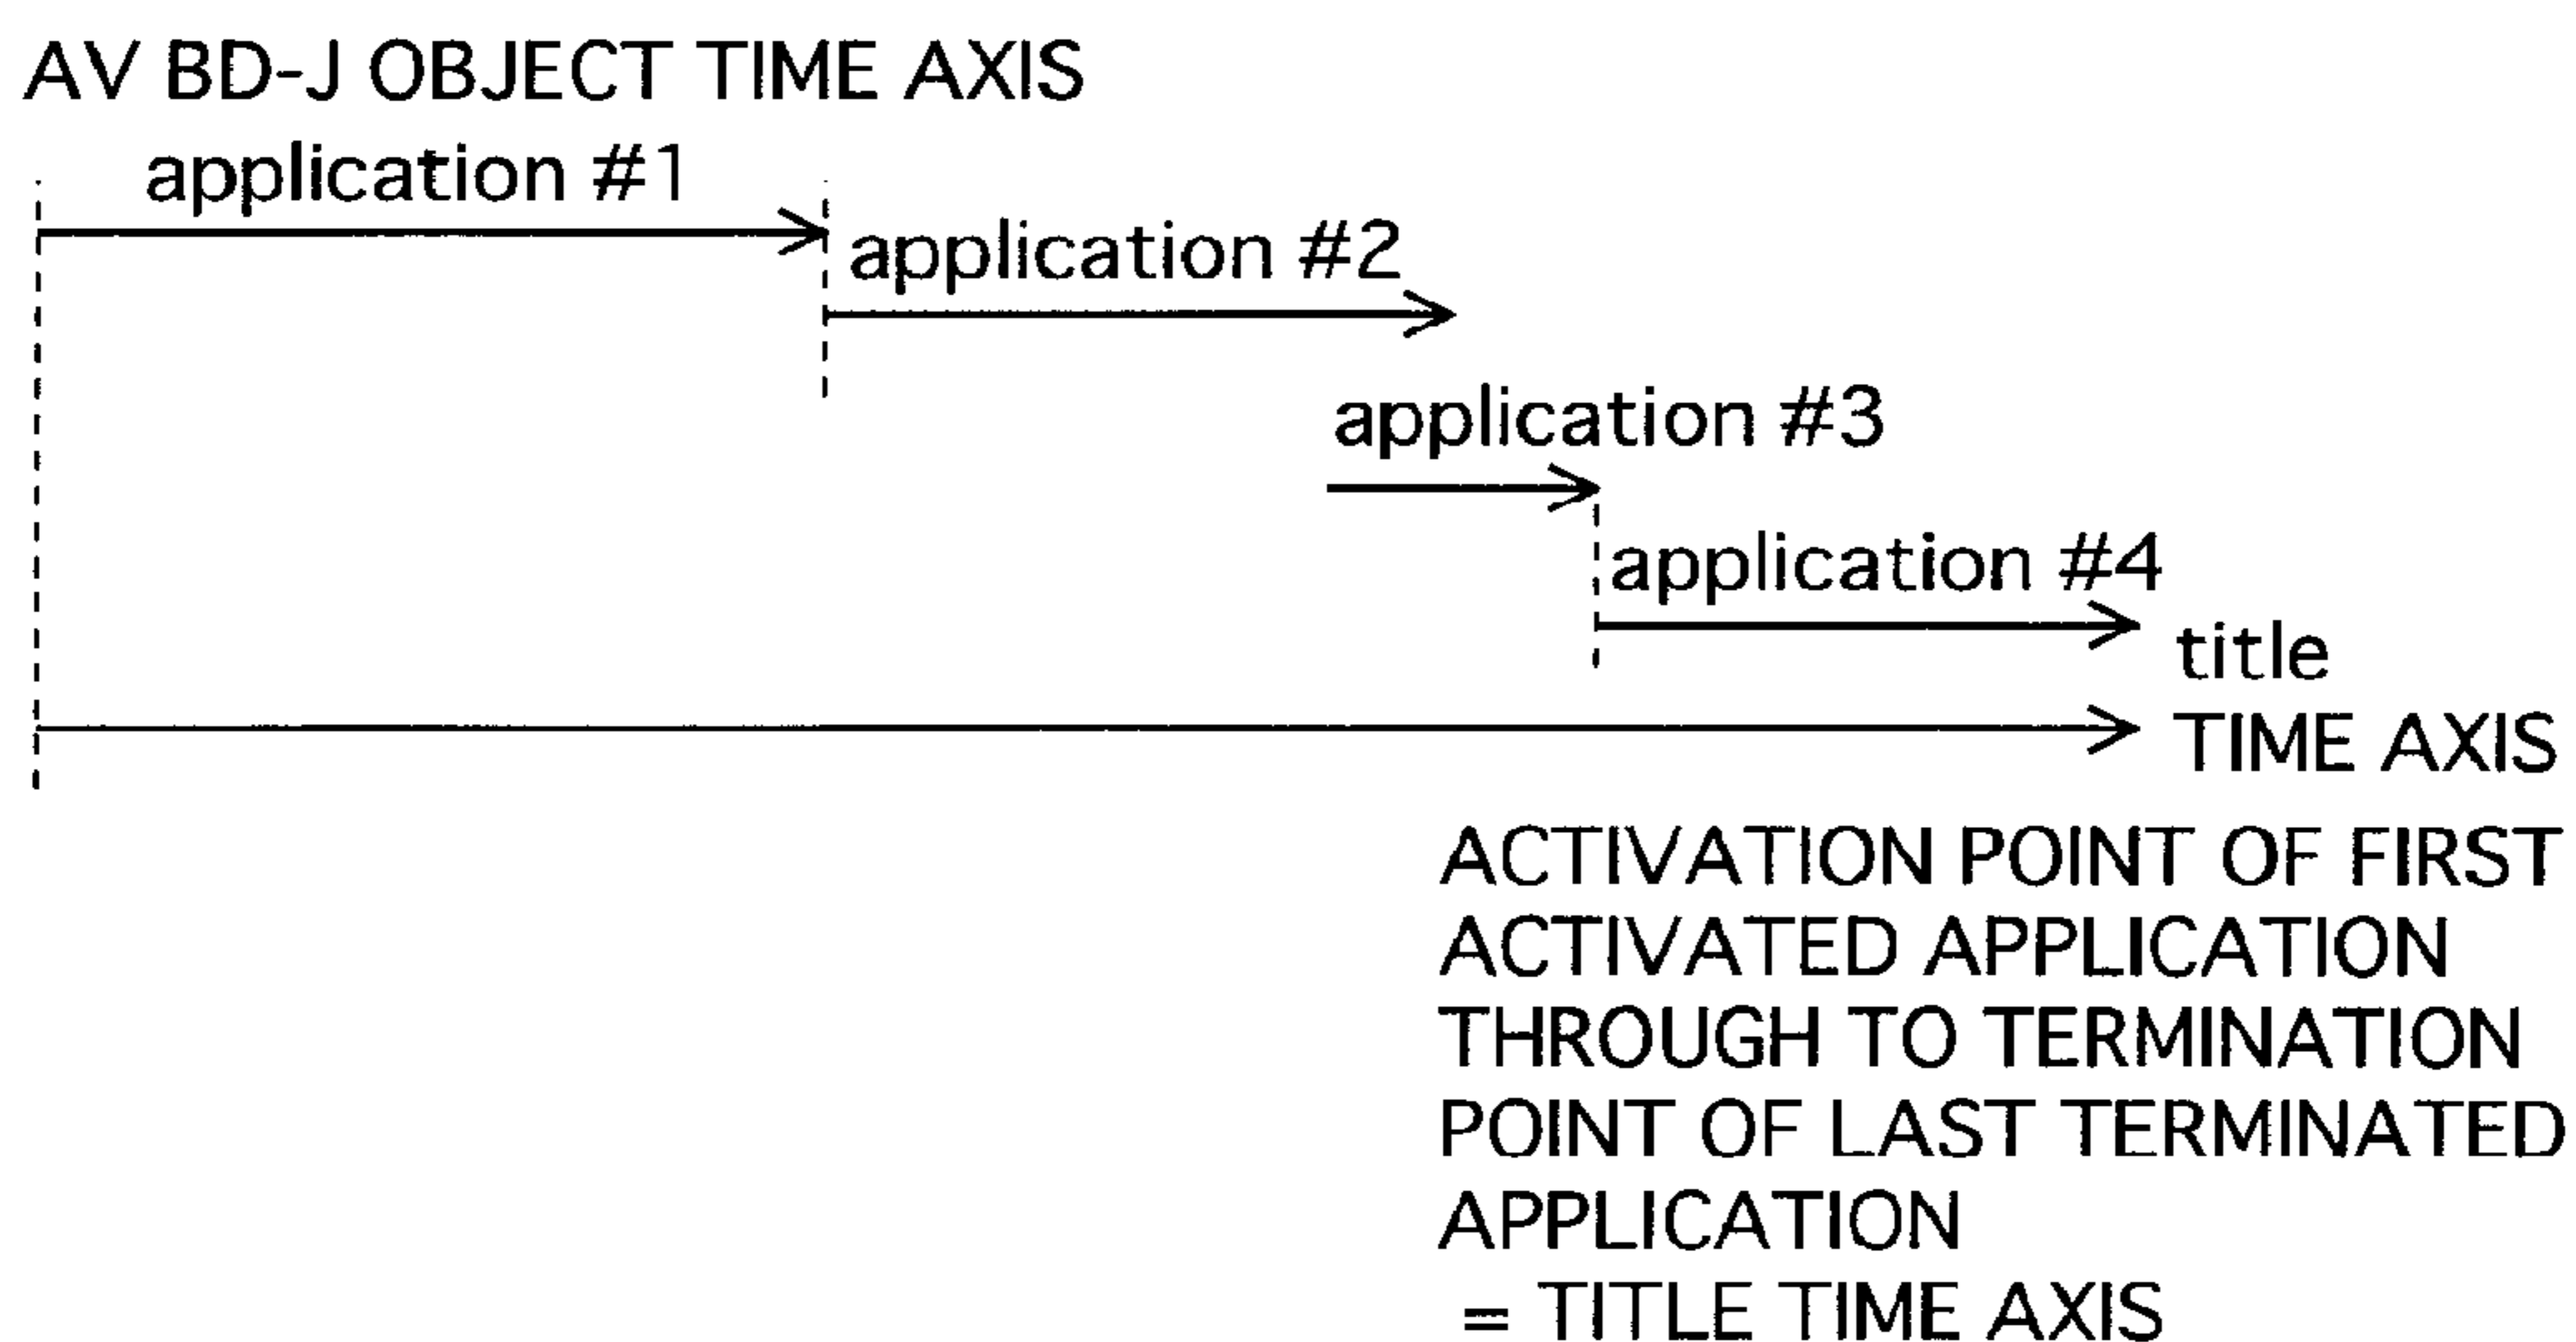 AV BD-J OBJECT TIME AXIS
application #1
application #2
application #3
application #4
title
TIME AXIS
ACTIVATION POINT OF FIRST
ACTIVATED APPLICATION
THROUGH TO TERMINATION
POINT OF LAST TERMINATED
APPLICATION
= TITLE TIME AXIS